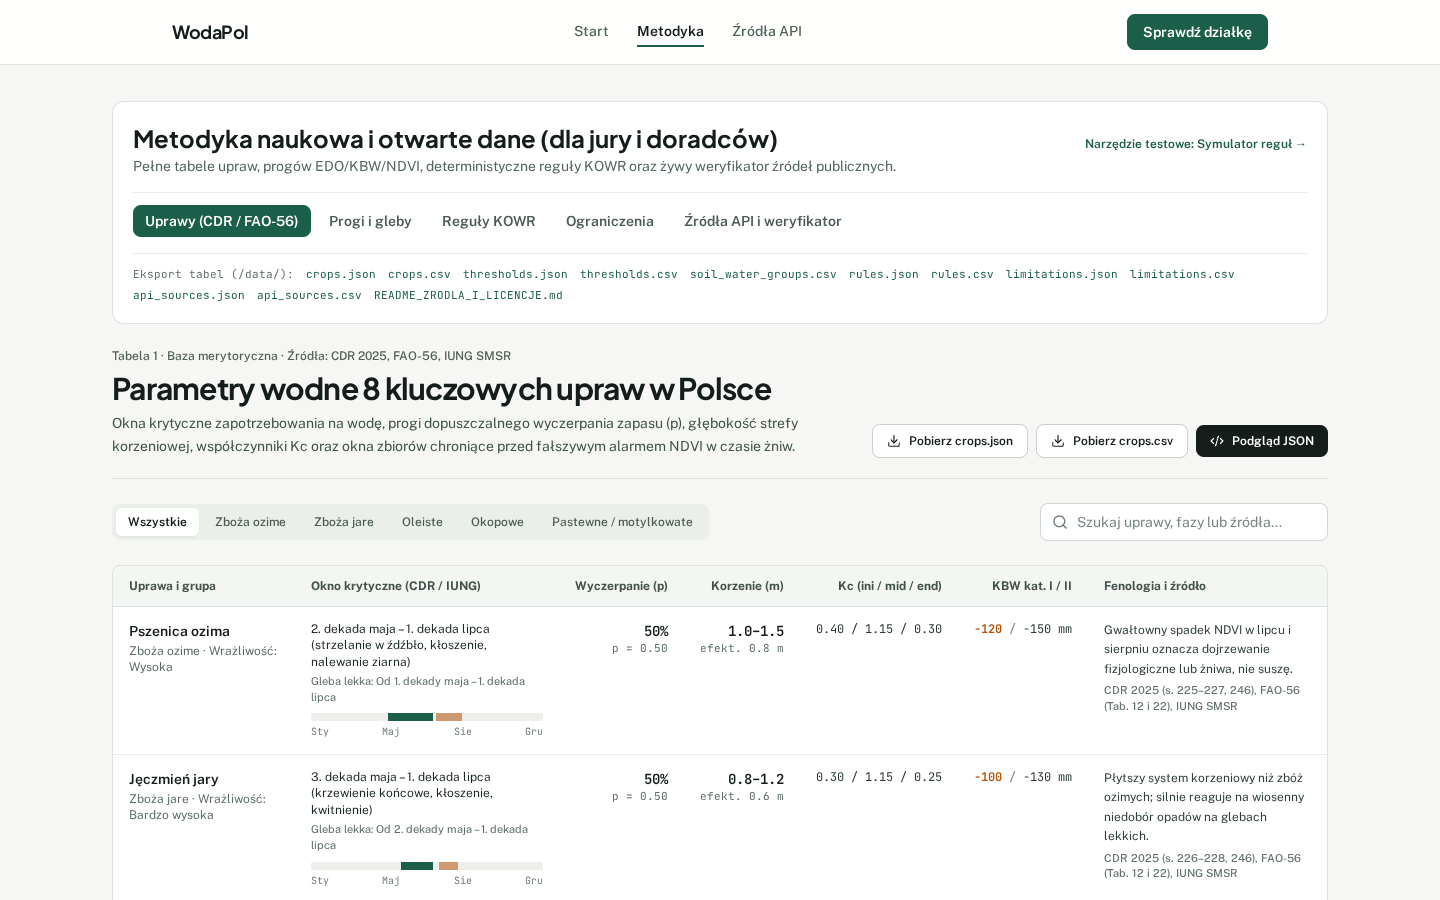 WodaPol
Start
Metodyka
Źródła API
Sprawdź działkę
Metodyka naukowa i otwarte dane (dla jury i doradców)
Pełne tabele upraw, progów EDO/KBW/NDVI, deterministyczne reguły KOWR oraz żywy weryfikator źródeł publicznych.
Narzędzie testowe: Symulator reguł →
Uprawy (CDR / FAO-56)
Progi i gleby
Reguły KOWR
Ograniczenia
Źródła API i weryfikator
Eksport tabel (/data/): crops.json crops.csv thresholds.json thresholds.csv soil_water_groups.csv rules.json rules.csv limitations.json limitations.csv
api_sources.json api_sources.csv README_ZRODLA_I_LICENCJE.md
Tabela 1 · Baza merytoryczna · Źródła: CDR 2025, FAO-56, IUNG SMSR
Parametry wodne 8 kluczowych upraw w Polsce
Okna krytyczne zapotrzebowania na wodę, progi dopuszczalnego wyczerpania zapasu (p), głębokość strefy
korzeniowej, współczynniki Kc oraz okna zbiorów chroniące przed fałszywym alarmem NDVI w czasie żniw.
Pobierz crops.json
Pobierz crops.csv
Podgląd JSON
Wszystkie
Zboża ozime
Zboża jare
Oleiste
Okopowe
Pastewne / motylkowate
Szukaj uprawy, fazy lub źródła...
Uprawa i grupa
Okno krytyczne (CDR / IUNG)
Wyczerpanie (p)
Korzenie (m)
Kc (ini / mid / end)
KBW kat. I / II
Fenologia i źródło
Pszenica ozima
Zboża ozime · Wrażliwość:
Wysoka
2. dekada maja – 1. dekada lipca
(strzelanie w źdźbło, kłoszenie,
nalewanie ziarna)
Gleba lekka: Od 1. dekady maja – 1. dekada
lipca
Sty
Maj
Sie
Gru
50%
p = 0.50
1.0–1.5
efekt. 0.8 m
0.40 / 1.15 / 0.30
-120 / -150 mm
Gwałtowny spadek NDVI w lipcu i
sierpniu oznacza dojrzewanie
fizjologiczne lub żniwa, nie suszę.
CDR 2025 (s. 225–227, 246), FAO-56
(Tab. 12 i 22), IUNG SMSR
Jęczmień jary
Zboża jare · Wrażliwość:
Bardzo wysoka
3. dekada maja – 1. dekada lipca
(krzewienie końcowe, kłoszenie,
kwitnienie)
Gleba lekka: Od 2. dekady maja – 1. dekada
lipca
Sty
Maj
Sie
Gru
50%
p = 0.50
0.8–1.2
efekt. 0.6 m
0.30 / 1.15 / 0.25
-100 / -130 mm
Płytszy system korzeniowy niż zbóż
ozimych; silnie reaguje na wiosenny
niedobór opadów na glebach
lekkich.
CDR 2025 (s. 226–228, 246), FAO-56
(Tab. 12 i 22), IUNG SMSR